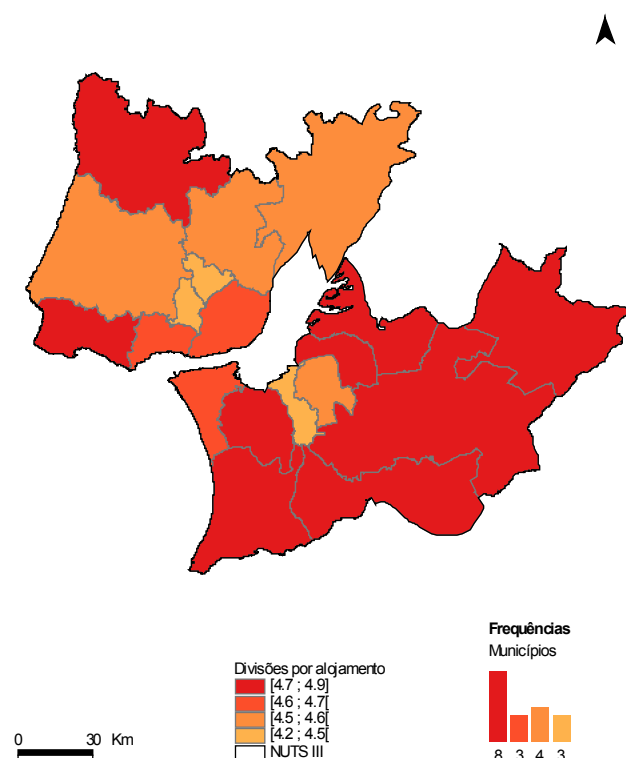 Frequências
Municípios
Divisões por alojamento
[4.7 ; 4.9]
[4.6 ; 4.7[
[4.5 ; 4.6[
[4.2 ; 4.5[
NUTS III
0 30 Km
8 3 4 3